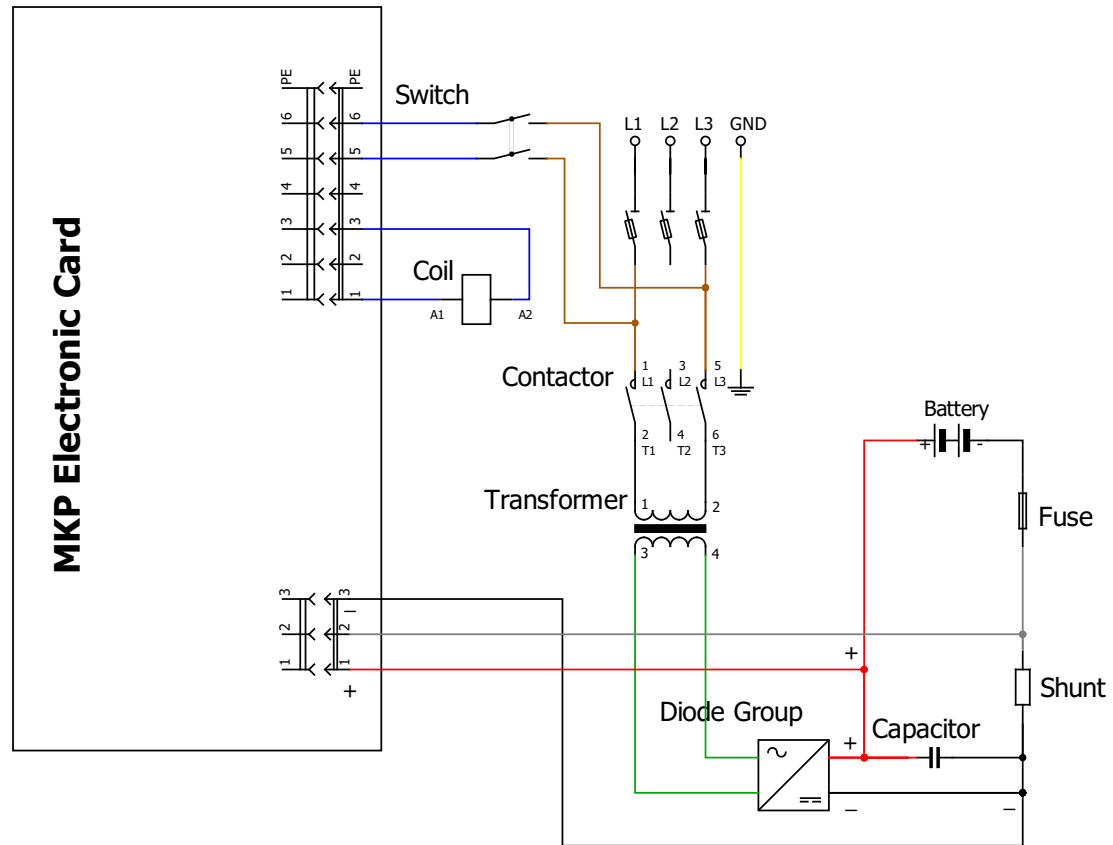 MKP Electronic Card
PE
PE
6
6
5
5
4
4
3
3
2
2
1
1
Switch
Coil
A1
A2
L1
L2
L3
GND
Contactor
1
L1
3
L2
5
L3
2
T1
4
T2
6
T3
Transformer
1
2
3
4
Battery
+
-
Fuse
3
3
–
2
2
1
1
+
+
Shunt
Diode Group
Capacitor
+
–
–